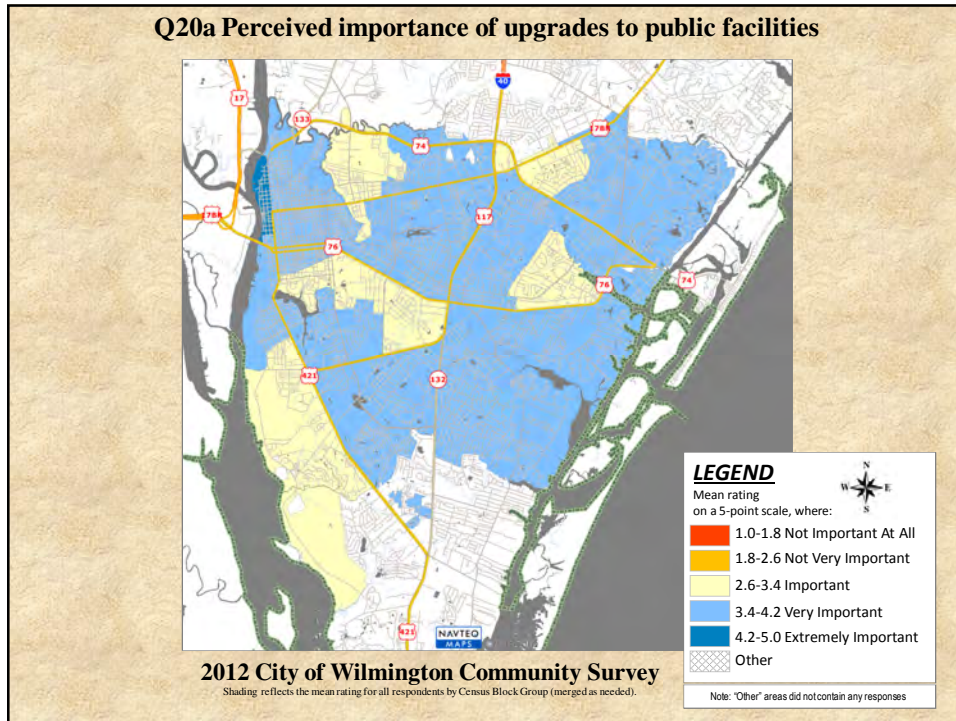 Q20a Perceived importance of upgrades to public facilities
40
17
133
17BR
74
17BR
117
76
76
74
421
132
421
NAVTEQ
MAPS
LEGEND
N
W E
S
Mean rating
on a 5-point scale, where:
1.0-1.8 Not Important At All
1.8-2.6 Not Very Important
2.6-3.4 Important
3.4-4.2 Very Important
4.2-5.0 Extremely Important
Other
Note: "Other" areas did not contain any responses
2012 City of Wilmington Community Survey
Shading reflects the mean rating for all respondents by Census Block Group (merged as needed).